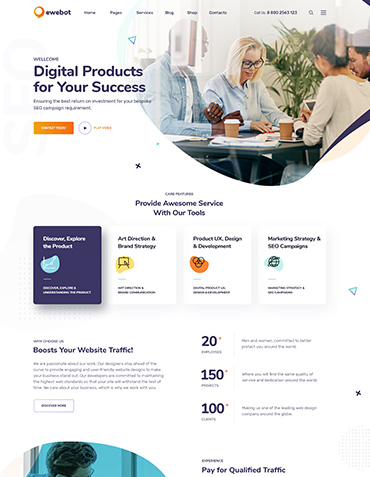 ewebot
Home Pages Services Blog Shop Contacts
Call Us: 8 800 2563 123
SEO
WELLCOME
Digital Products
for Your Success
Ensuring the best return on investment for your bespoke
SEO campaign requirement.
CONTACT TODAY
PLAY VIDEO
CARE FEATURES
Provide Awesome Service
With Our Tools
Discover, Explore
the Product
DISCOVER, EXPLORE &
UNDERSTANDING THE PRODUCT
Art Direction &
Brand Strategy
ART DIRECTION &
BRAND COMMUNICATION
Product UX, Design
& Development
DIGITAL PRODUCT UX,
DESIGN & DEVELOPMENT
Marketing Strategy &
SEO Campaigns
MARKETING STRATEGY &
SEO CAMPAIGNS
WHY CHOOSE US
Boosts Your Website Traffic!
We are passionate about our work. Our designers stay ahead of the
curve to provide engaging and user-friendly website designs to make
your business stand out. Our developers are committed to maintaining
the highest web standards so that your site will withstand the test of
time. We care about your business, which is why we work with you.
DISCOVER MORE
20+
EMPLOYEES
Men and women, committed to better
protect you around the world.
150+
PROJECTS
Where you will find the same quality of
service and dedication around the world.
100+
CLIENTS
Making us one of the leading web design
company around the globe.
EXPERIENCE
Pay for Qualified Traffic